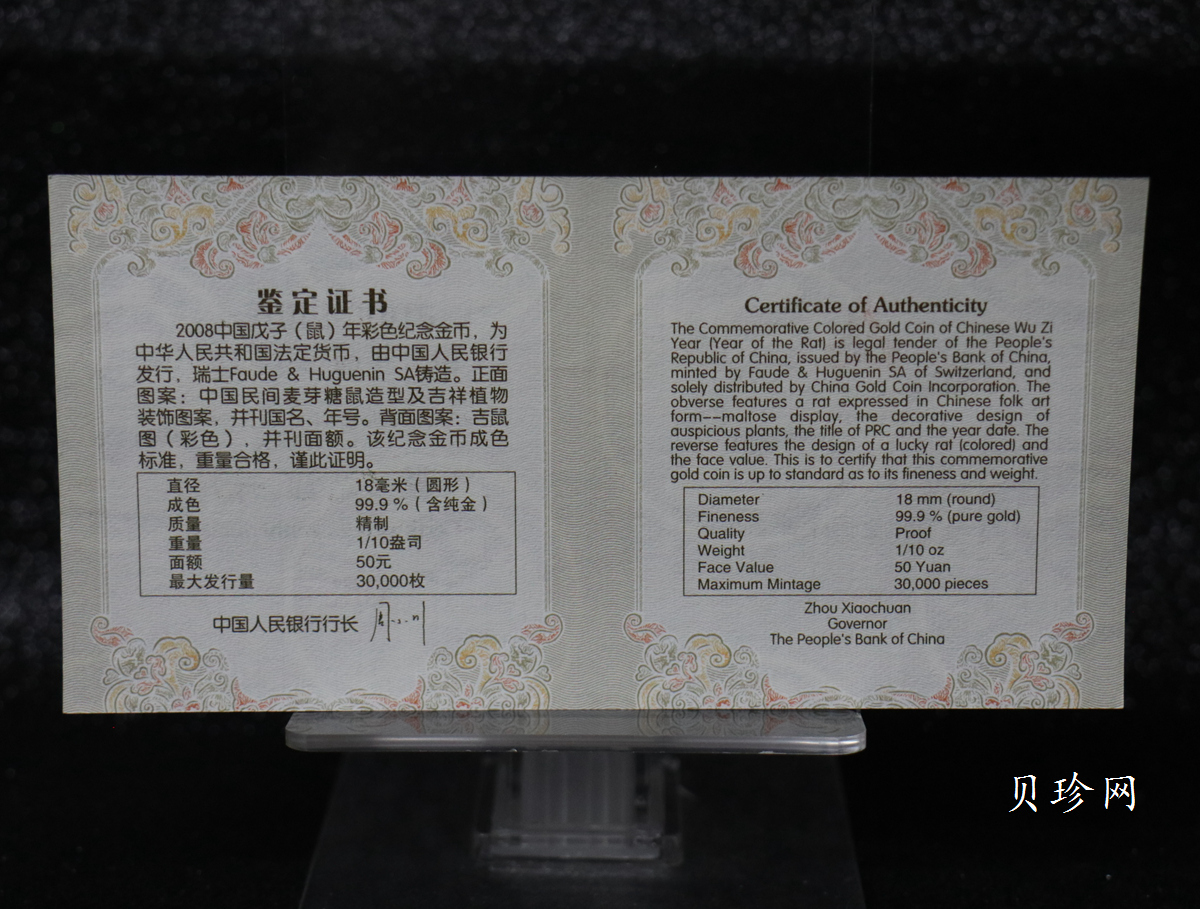 鉴定证书
2008中国戊子（鼠）年彩色纪念金币，为
中华人民共和国法定货币，由中国人民银行
发行，瑞士Faude & Huguenin SA铸造。正面
图案：中国民间麦芽糖鼠造型及吉祥植物
装饰图案，并刊国名、年号。背面图案：吉鼠
图（彩色），并刊面额。该纪念金币成色
标准，重量合格，谨此证明。
直径 18毫米（圆形）
成色 99.9 %（含纯金）
质量 精制
重量 1/10盎司
面额 50元
最大发行量 30,000枚
中国人民银行行长 周小川
Certificate of Authenticity
The Commemorative Colored Gold Coin of Chinese Wu Zi
Year (Year of the Rat) is legal tender of the People's
Republic of China, issued by the People's Bank of China,
minted by Faude & Huguenin SA of Switzerland, and
solely distributed by China Gold Coin Incorporation. The
obverse features a rat expressed in Chinese folk art
form––maltose display, the decorative design of
auspicious plants, the title of PRC and the year date. The
reverse features the design of a lucky rat (colored) and
the face value. This is to certify that this commemorative
gold coin is up to standard as to its fineness and weight.
Diameter 18 mm (round)
Fineness 99.9 % (pure gold)
Quality Proof
Weight 1/10 oz
Face Value 50 Yuan
Maximum Mintage 30,000 pieces
Zhou Xiaochuan
Governor
The People's Bank of China
贝珍网